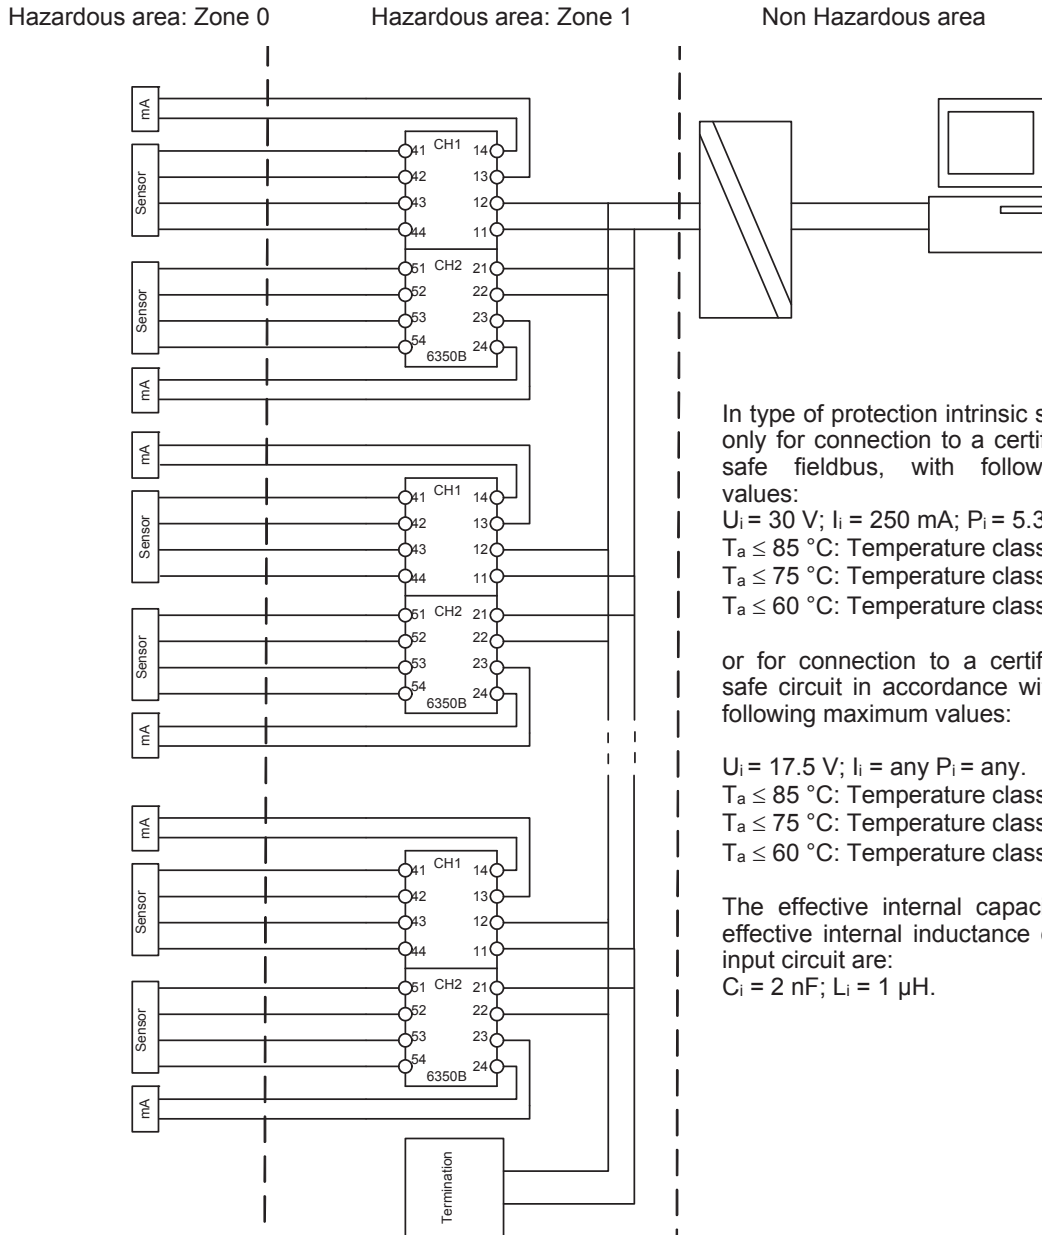 Hazardous area: Zone 0
Hazardous area: Zone 1
Non Hazardous area
mA
Sensor
Sensor
mA
41 CH1 14
42 13
43 12
44 11
51 CH2 21
52 22
53 23
54 24
6350B
mA
Sensor
Sensor
mA
41 CH1 14
42 13
43 12
44 11
51 CH2 21
52 22
53 23
54 24
6350B
mA
Sensor
Sensor
mA
41 CH1 14
42 13
43 12
44 11
51 CH2 21
52 22
53 23
54 24
6350B
Termination
In type of protection intrinsic
only for connection to a
safe fieldbus, with
values:
Ui = 30 V; Ii = 250 mA; Pi = 5.3
Ta ≤ 85 °C: Temperature class
Ta ≤ 75 °C: Temperature class
Ta ≤ 60 °C: Temperature class
or for connection to a
safe circuit in accordance
following maximum values:
Ui = 17.5 V; Ii = any Pi = any.
Ta ≤ 85 °C: Temperature class
Ta ≤ 75 °C: Temperature class
Ta ≤ 60 °C: Temperature class
The effective internal
effective internal inductance
input circuit are:
Ci = 2 nF; Li = 1 µH.